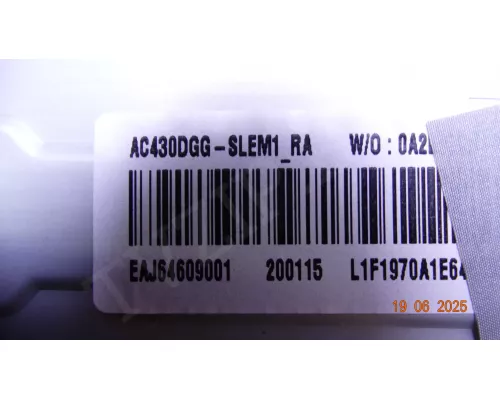 AC430DGG-SLEM1_RA W/O : 0A2
EAJ64609001 200115 L1F1970A1E64
19 06 2025